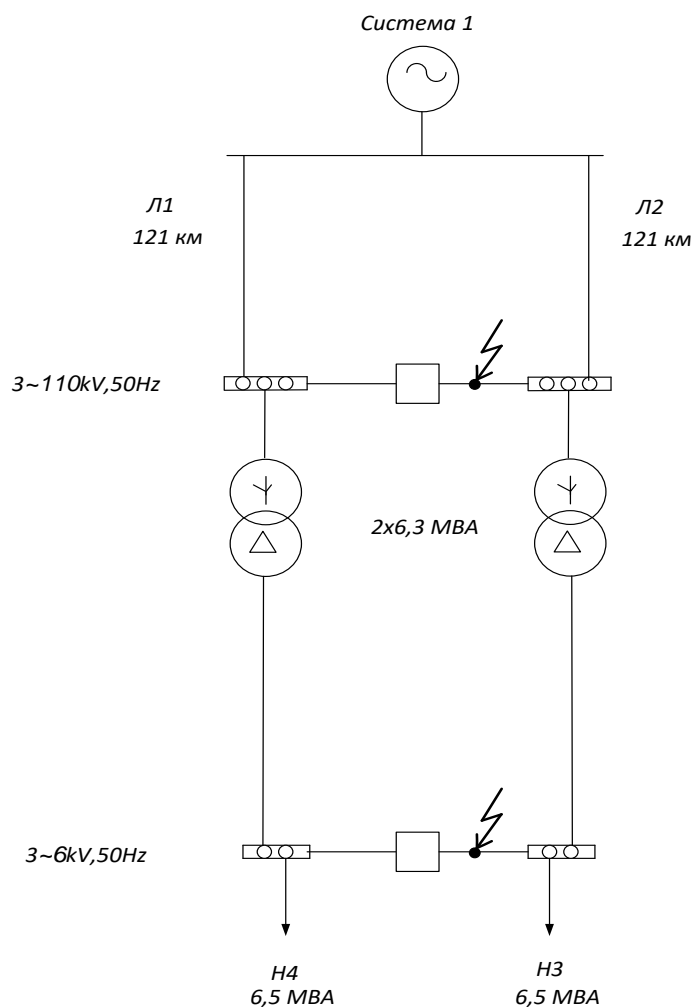 Система 1
Л1
121 км
Л2
121 км
3~110kV,50Hz
2x6,3 МВА
3~6kV,50Hz
Н4
6,5 МВА
Н3
6,5 МВА